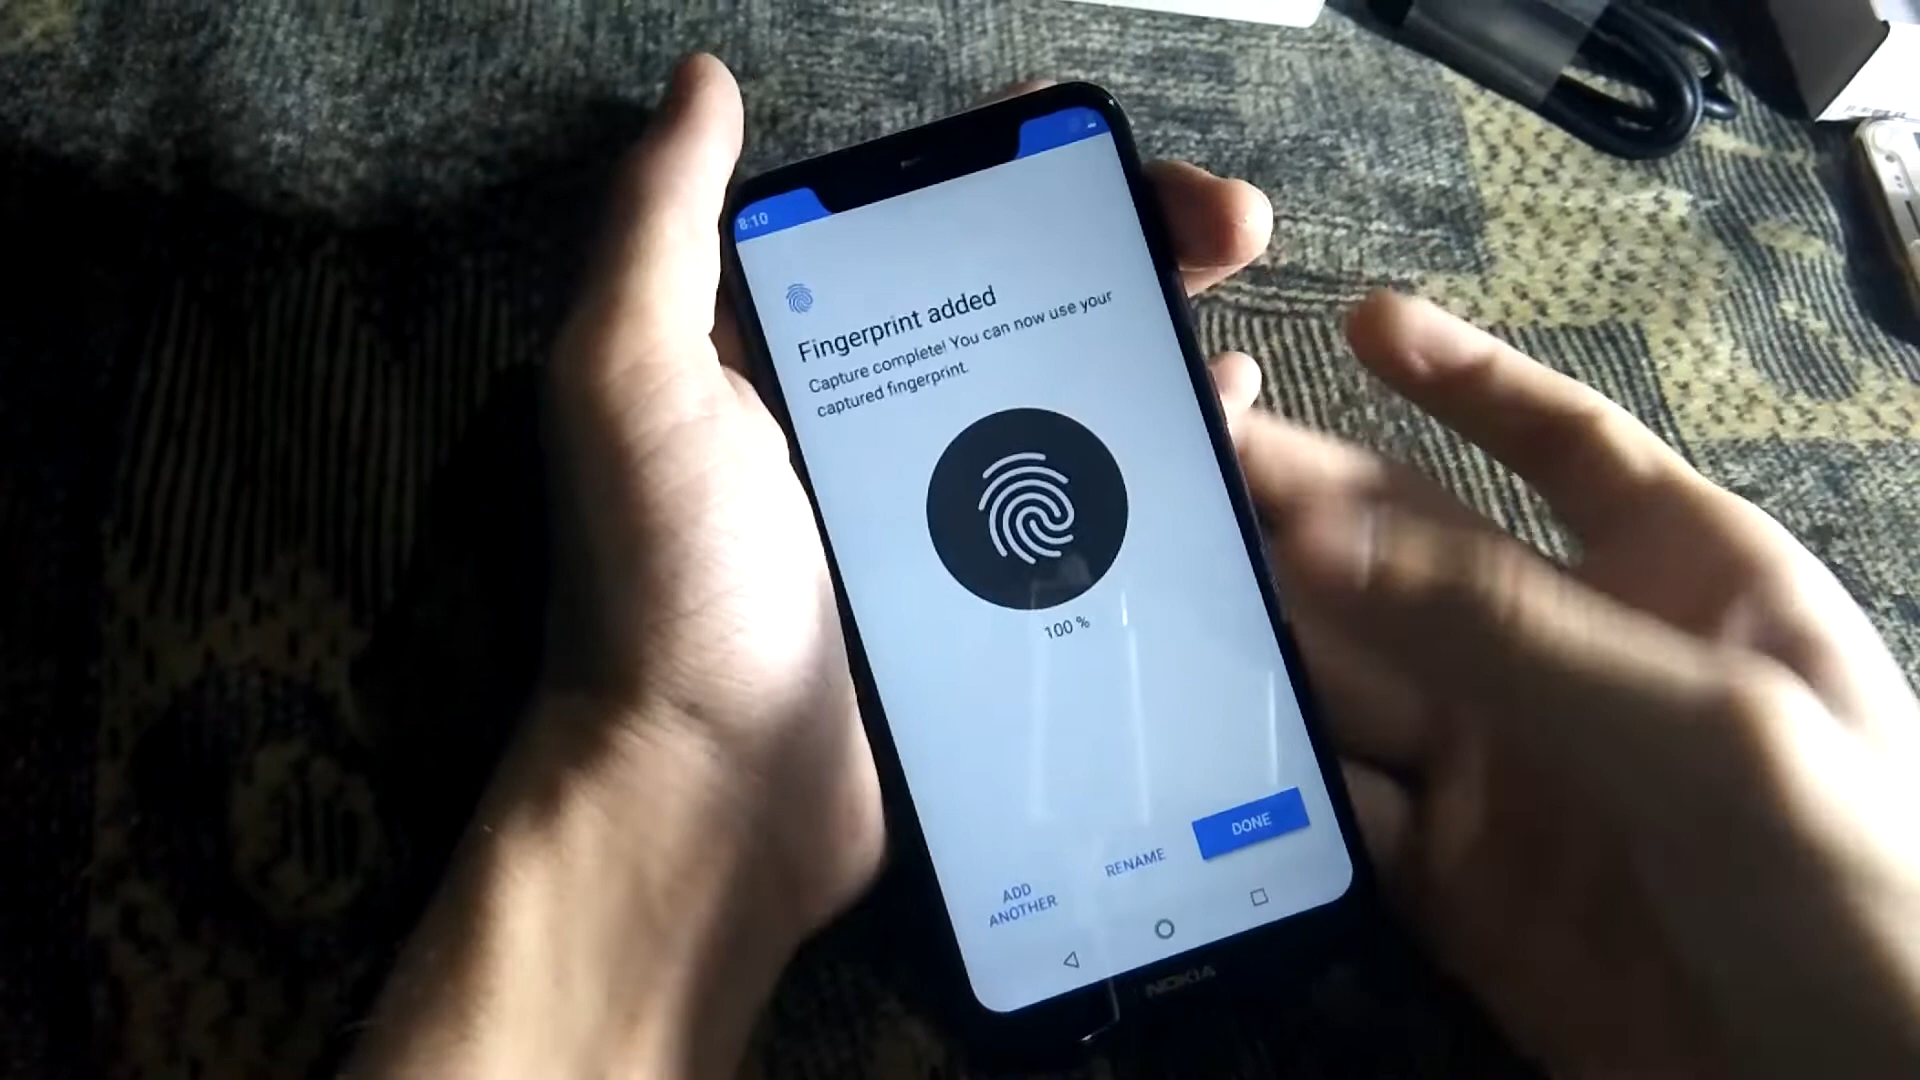 8:10
Fingerprint added
Capture complete! You can now use your
captured fingerprint.
100 %
DONE
RENAME
ADD
ANOTHER
NOKIA